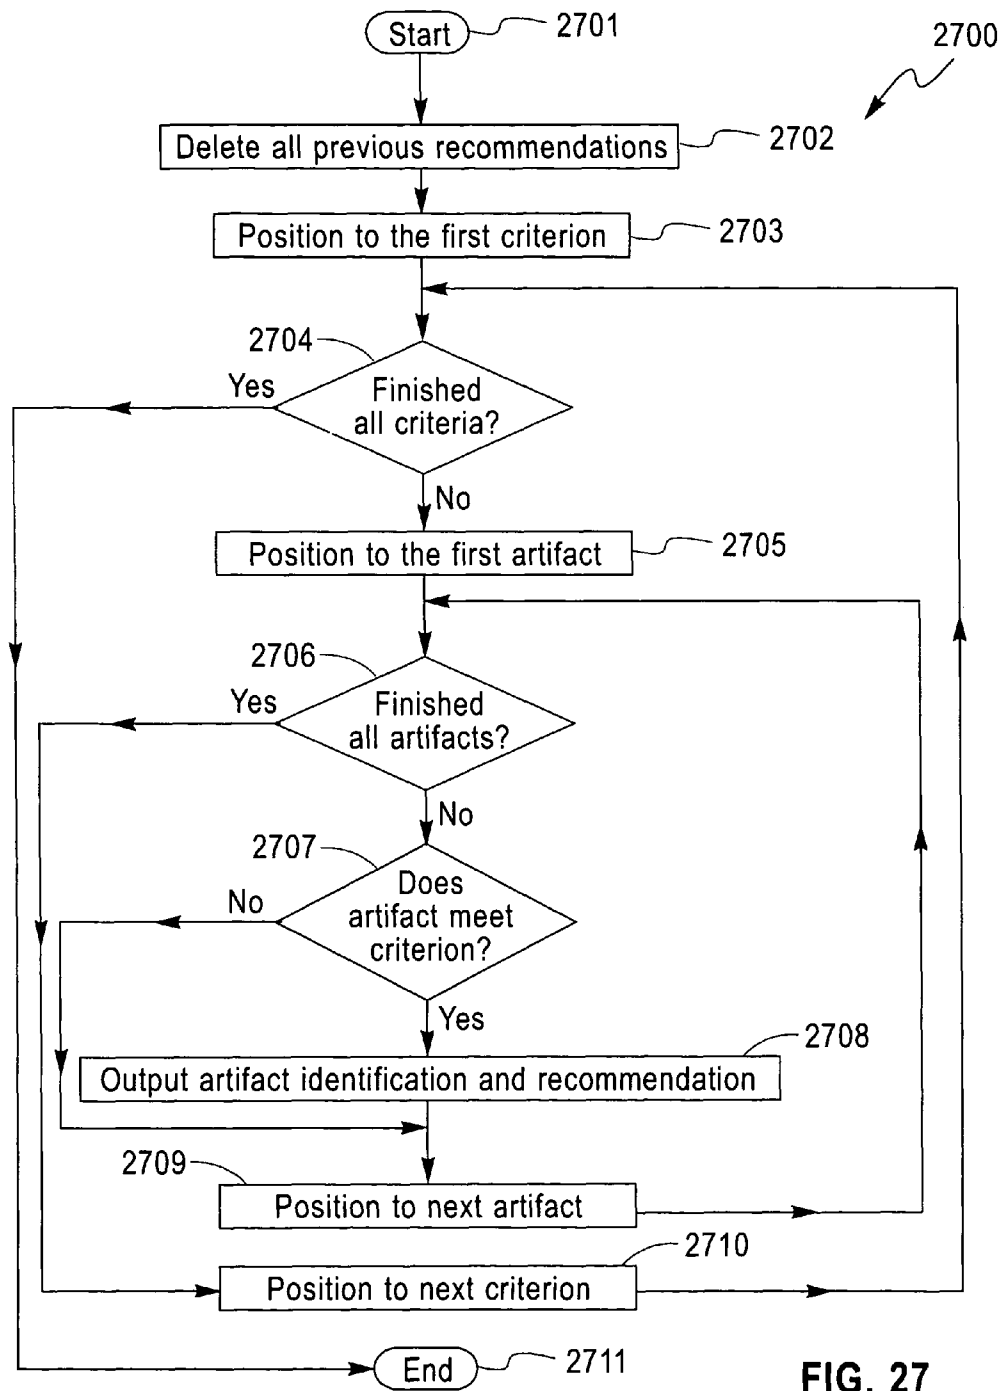 Start
2701
2700
Delete all previous recommendations
2702
Position to the first criterion
2703
2704
Yes
Finished
all criteria?
No
Position to the first artifact
2705
2706
Yes
Finished
all artifacts?
No
2707
No
Does
artifact meet
criterion?
Yes
2708
Output artifact identification and recommendation
2709
Position to next artifact
2710
Position to next criterion
End
2711
FIG. 27